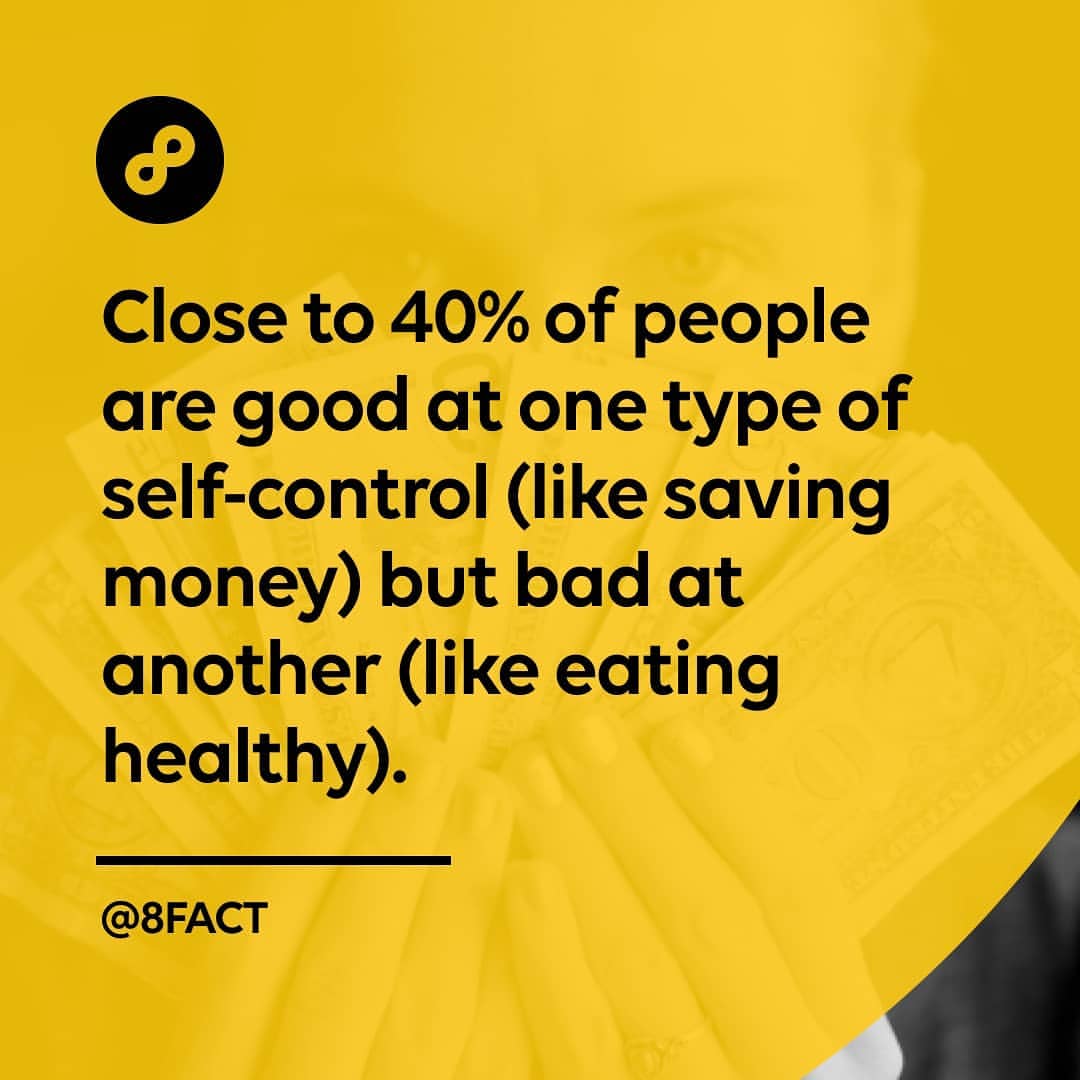 Close to 40% of people
are good at one type of
self-control (like saving
money) but bad at
another (like eating
healthy).
@8FACT